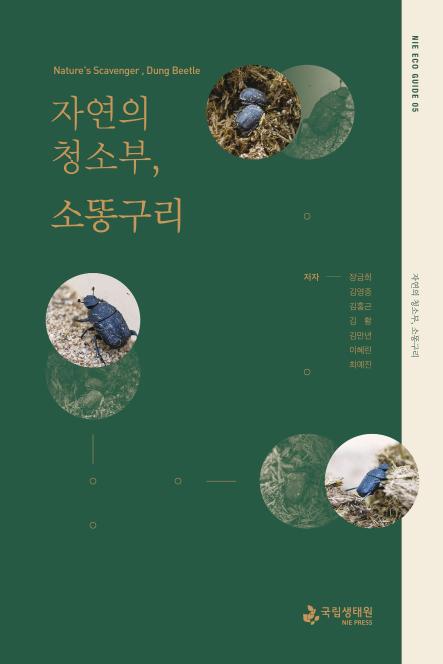 Nature's Scavenger , Dung Beetle
자연의
청소부,
소똥구리
저자
장금희
김영중
김홍근
김 황
김만년
이혜린
최예진
국립생태원
NIE PRESS
NIE ECO GUIDE 05
자연의 청소부, 소똥구리